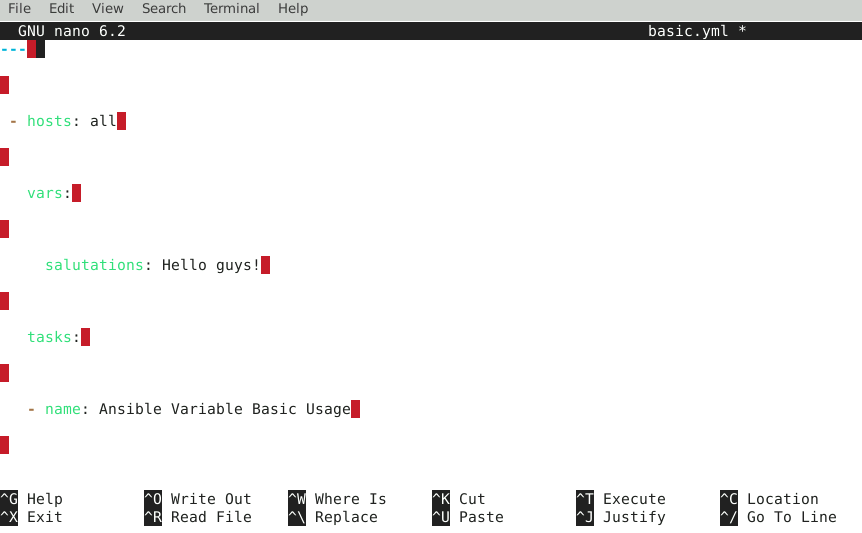 File Edit View Search Terminal Help
GNU nano 6.2 basic.yml *
---
- hosts: all
vars:
salutations: Hello guys!
tasks:
- name: Ansible Variable Basic Usage
^G Help ^O Write Out ^W Where Is ^K Cut ^T Execute ^C Location
^X Exit ^R Read File ^\ Replace ^U Paste ^J Justify ^/ Go To Line